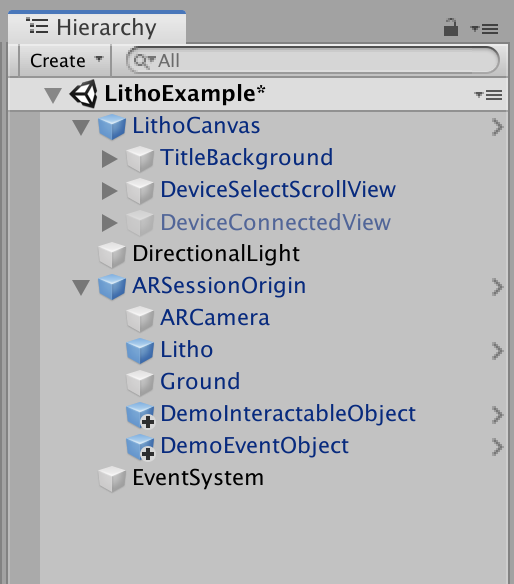 Hierarchy
Create All
LithoExample*
LithoCanvas
TitleBackground
DeviceSelectScrollView
DeviceConnectedView
DirectionalLight
ARSessionOrigin
ARCamera
Litho
Ground
DemoInteractableObject
DemoEventObject
EventSystem